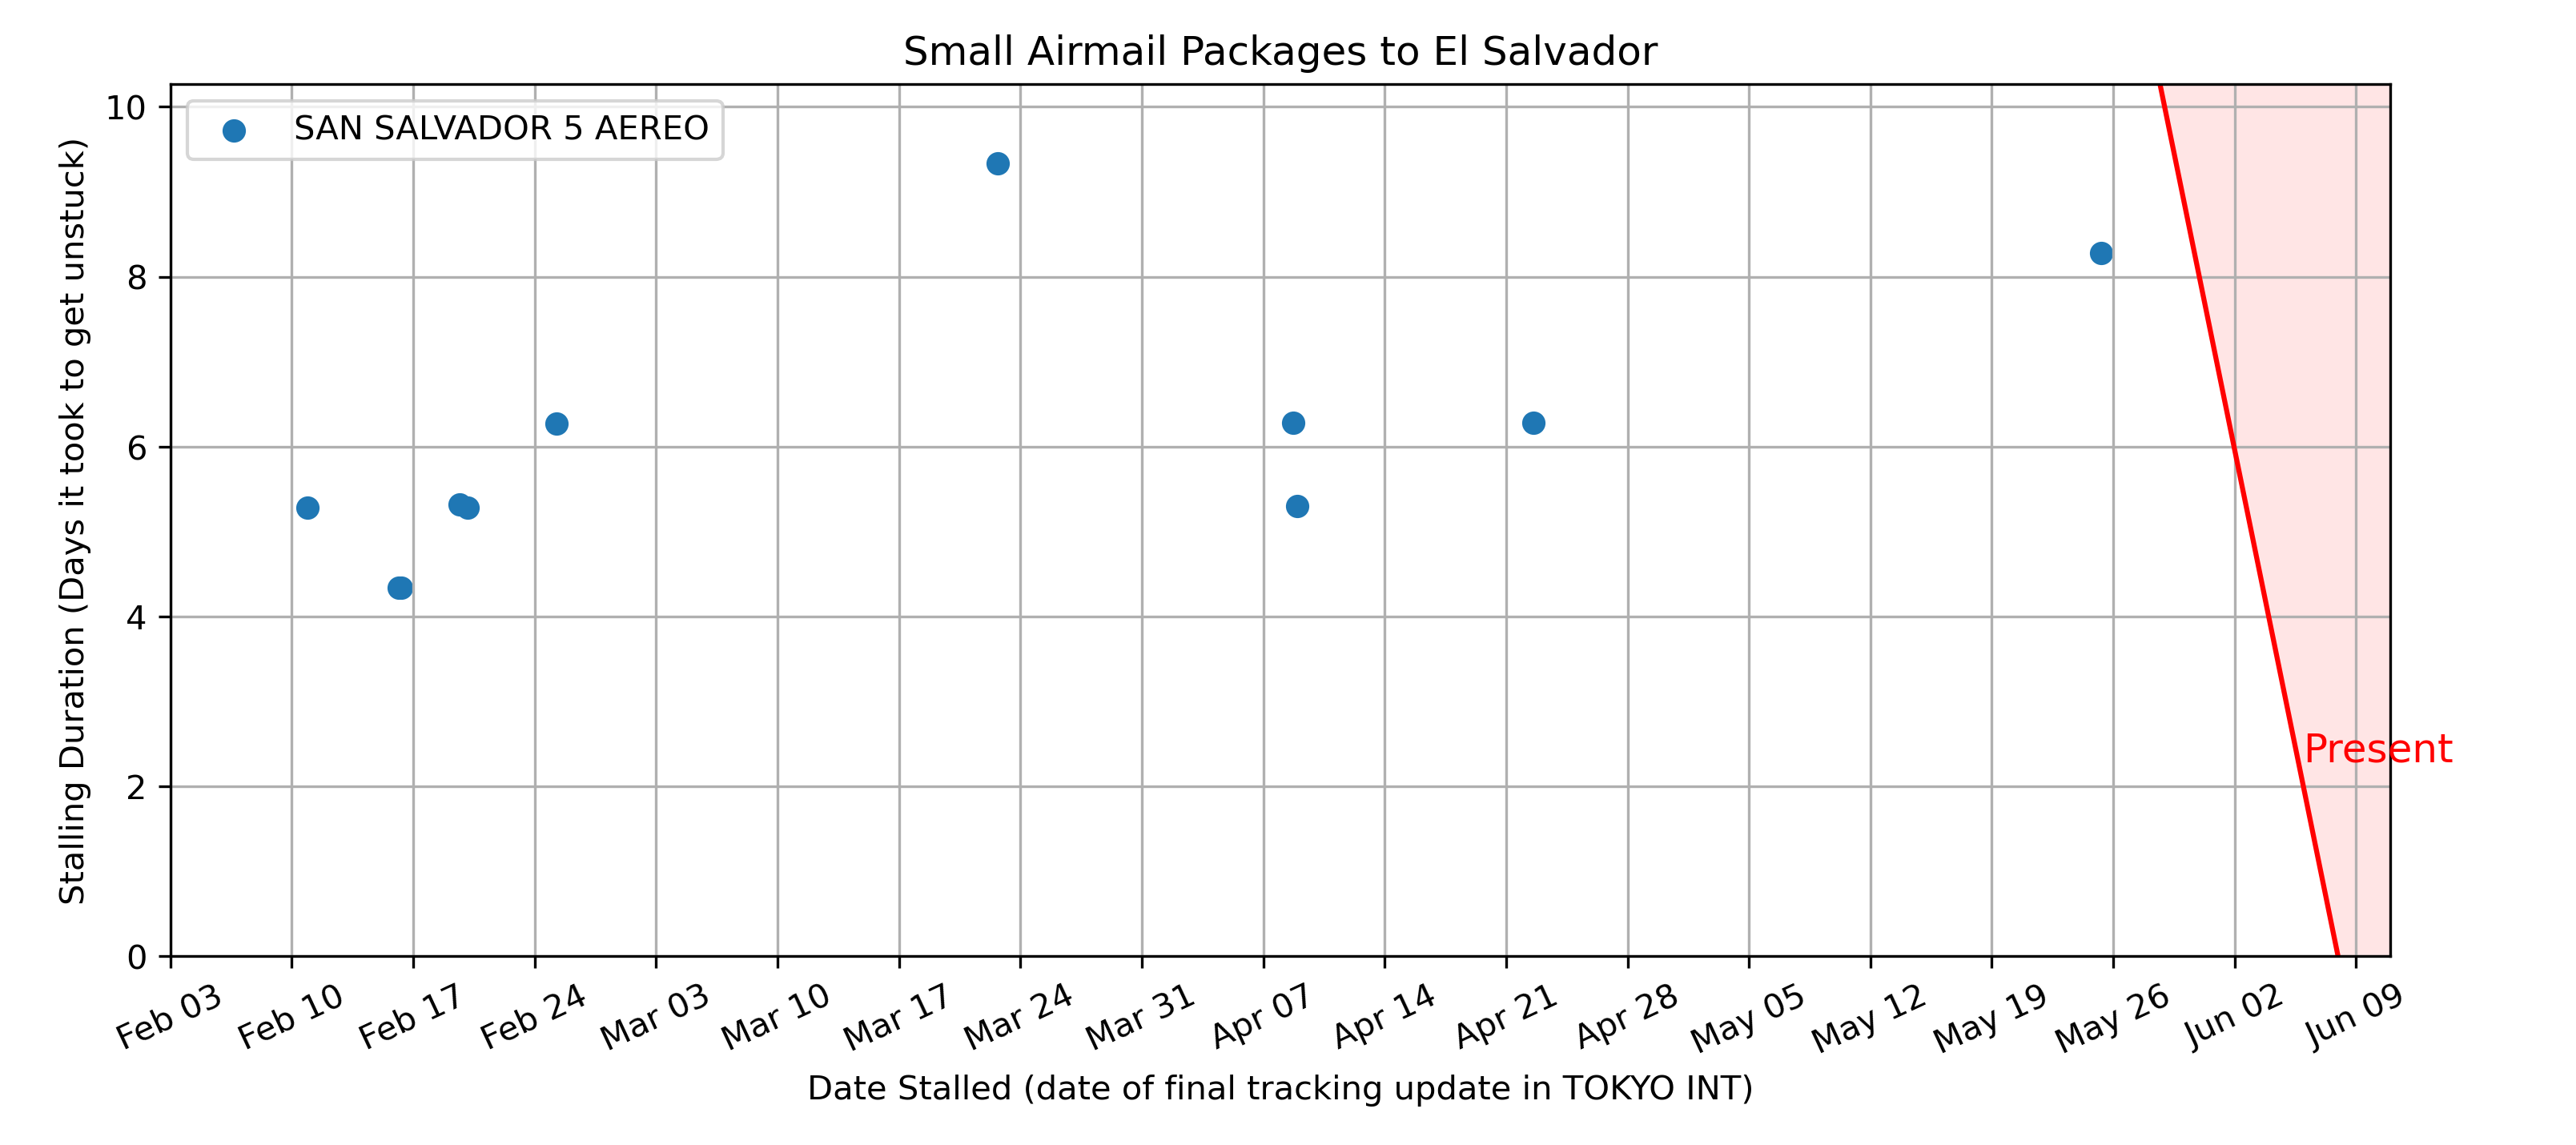 Small Airmail Packages to El Salvador
SAN SALVADOR 5 AEREO
Stalling Duration (Days it took to get unstuck)
10
8
6
4
2
0
Present
Feb 03
Feb 10
Feb 17
Feb 24
Mar 03
Mar 10
Mar 17
Mar 24
Mar 31
Apr 07
Apr 14
Apr 21
Apr 28
May 05
May 12
May 19
May 26
Jun 02
Jun 09
Date Stalled (date of final tracking update in TOKYO INT)